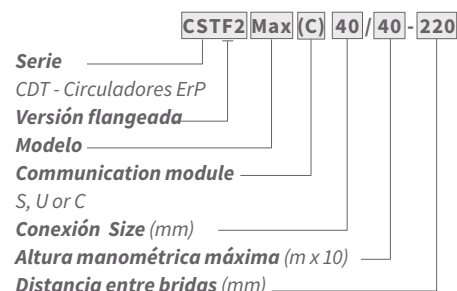 CSTF2 Max (C) 40 / 40 - 220
Serie
CDT - Circuladores ErP
Versión flangeada
Modelo
Communication module
S, U or C
Conexión Size (mm)
Altura manométrica máxima (m x 10)
Distancia entre bridas (mm)